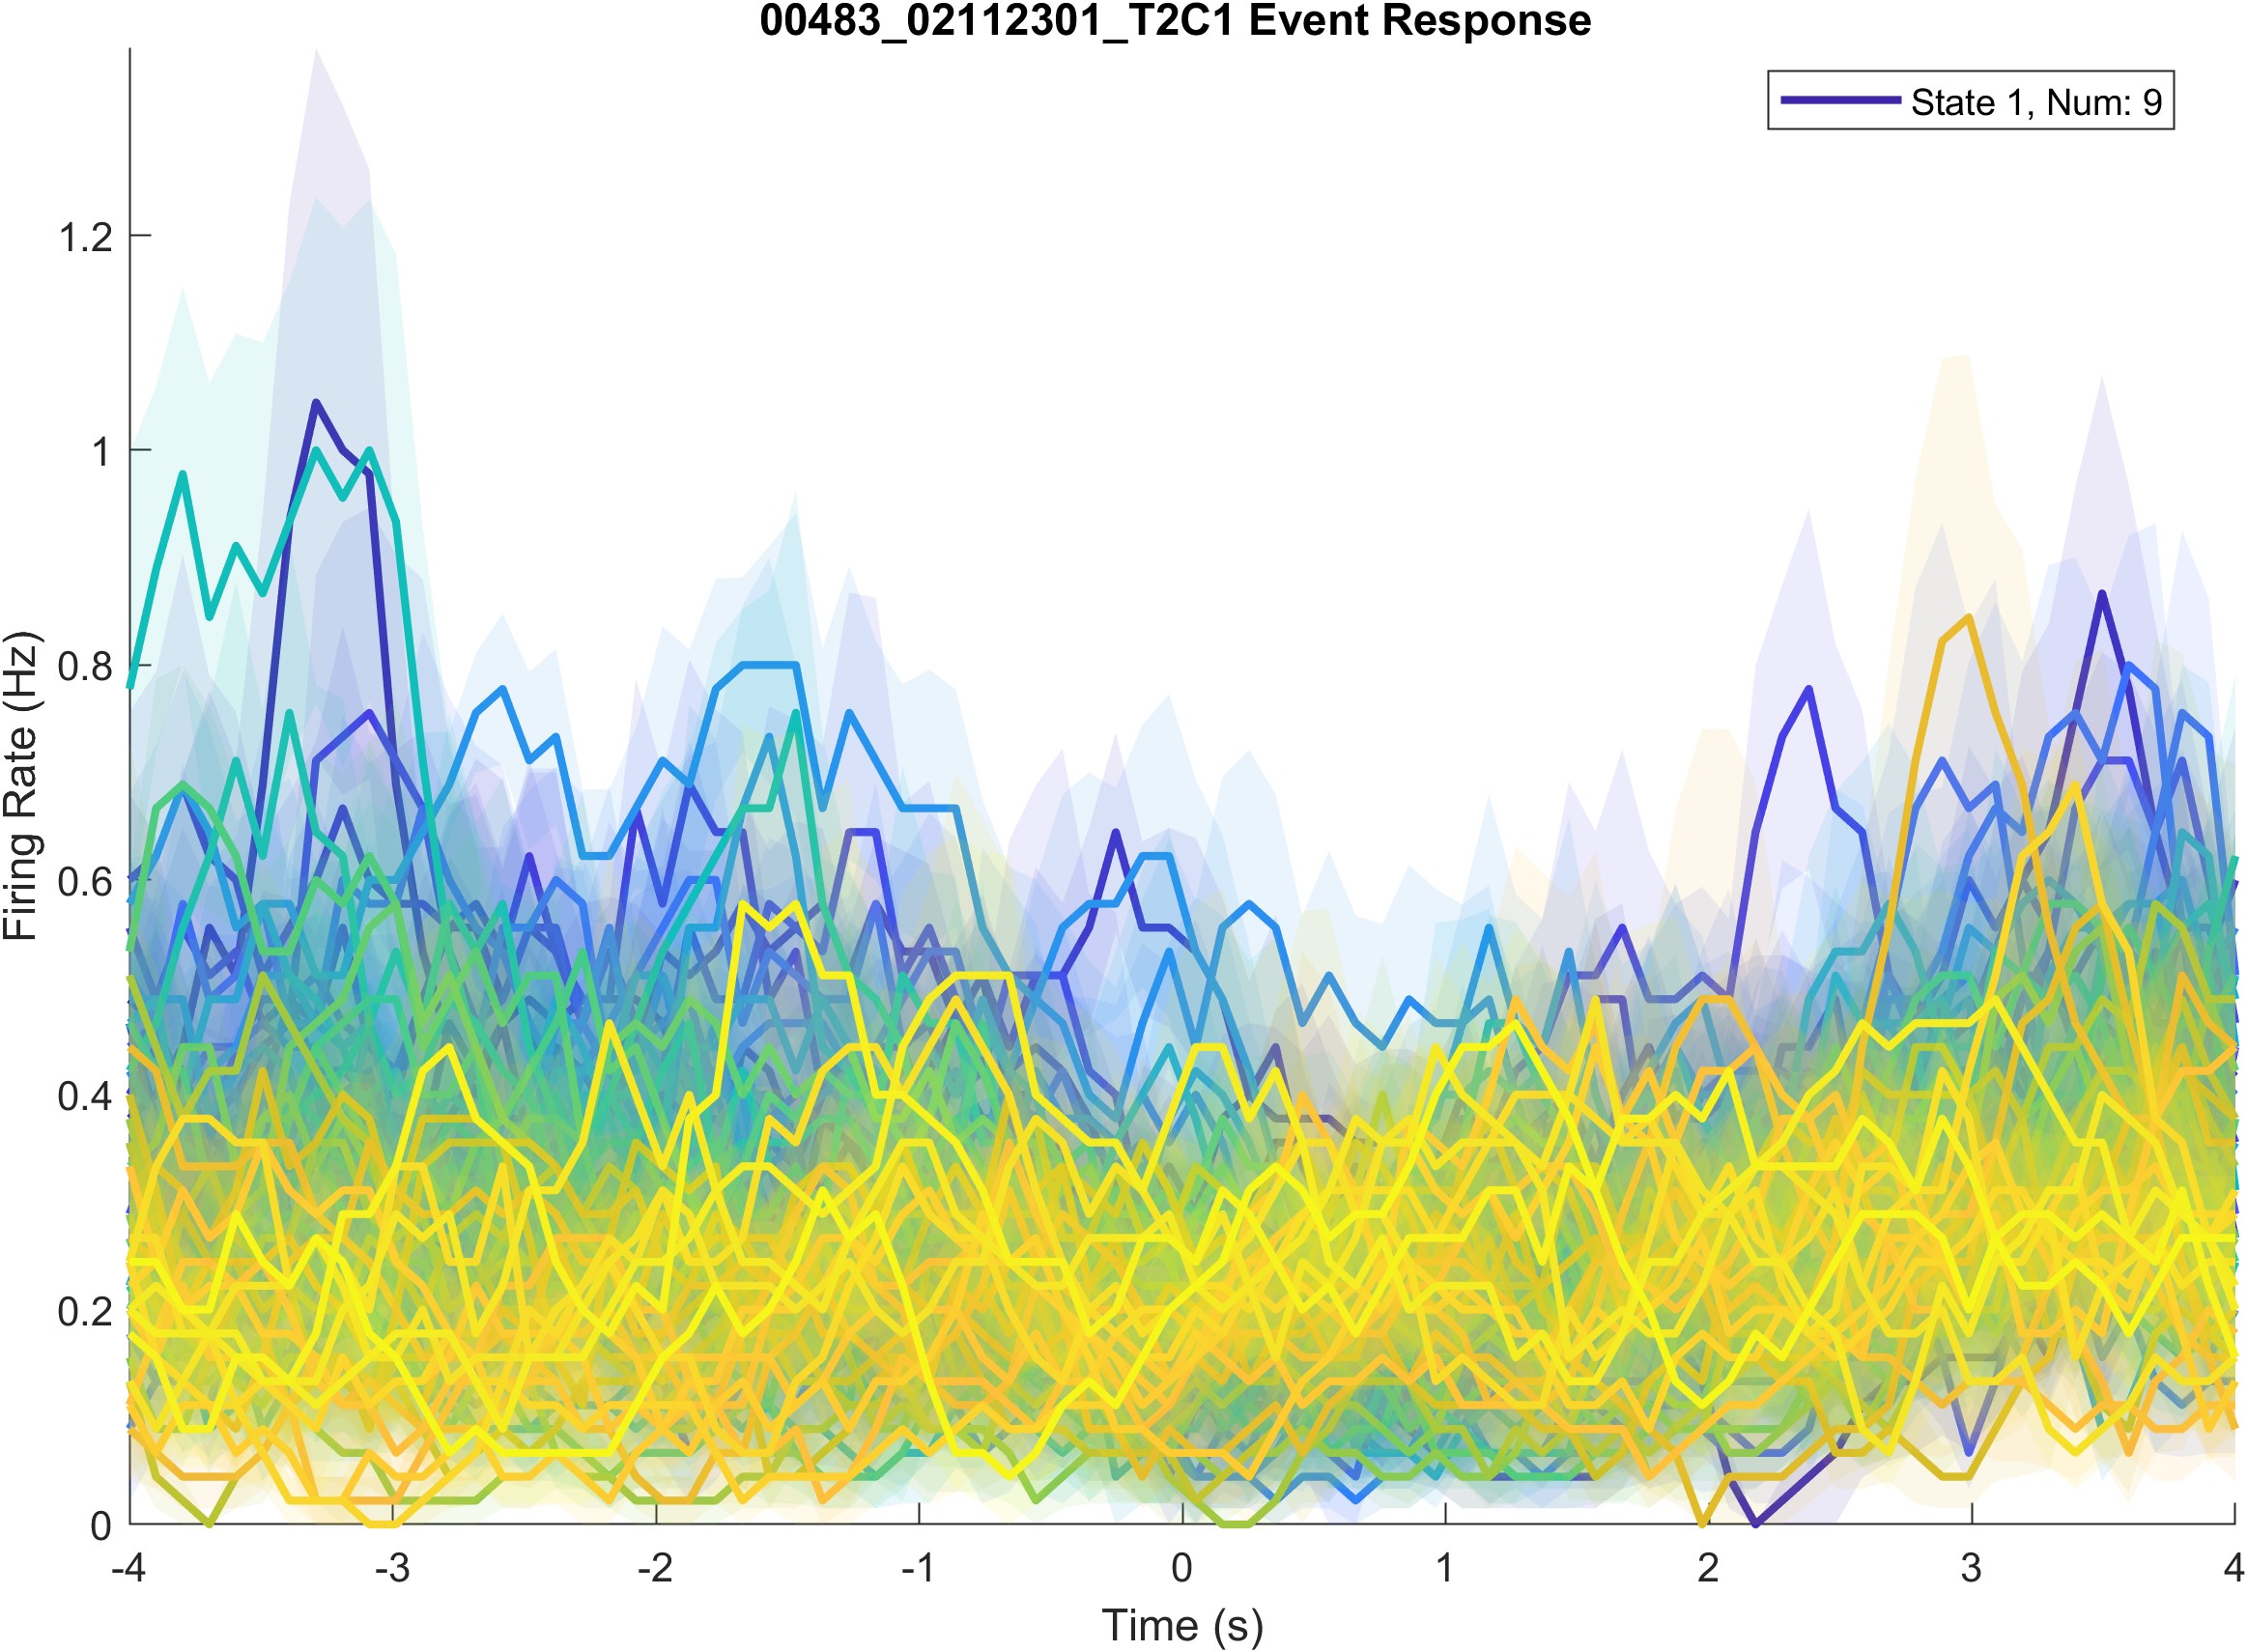 00483_02112301_T2C1 Event Response
State 1, Num: 9
Firing Rate (Hz)
1.2
1
0.8
0.6
0.4
0.2
0
-4 -3 -2 -1 0 1 2 3 4
Time (s)